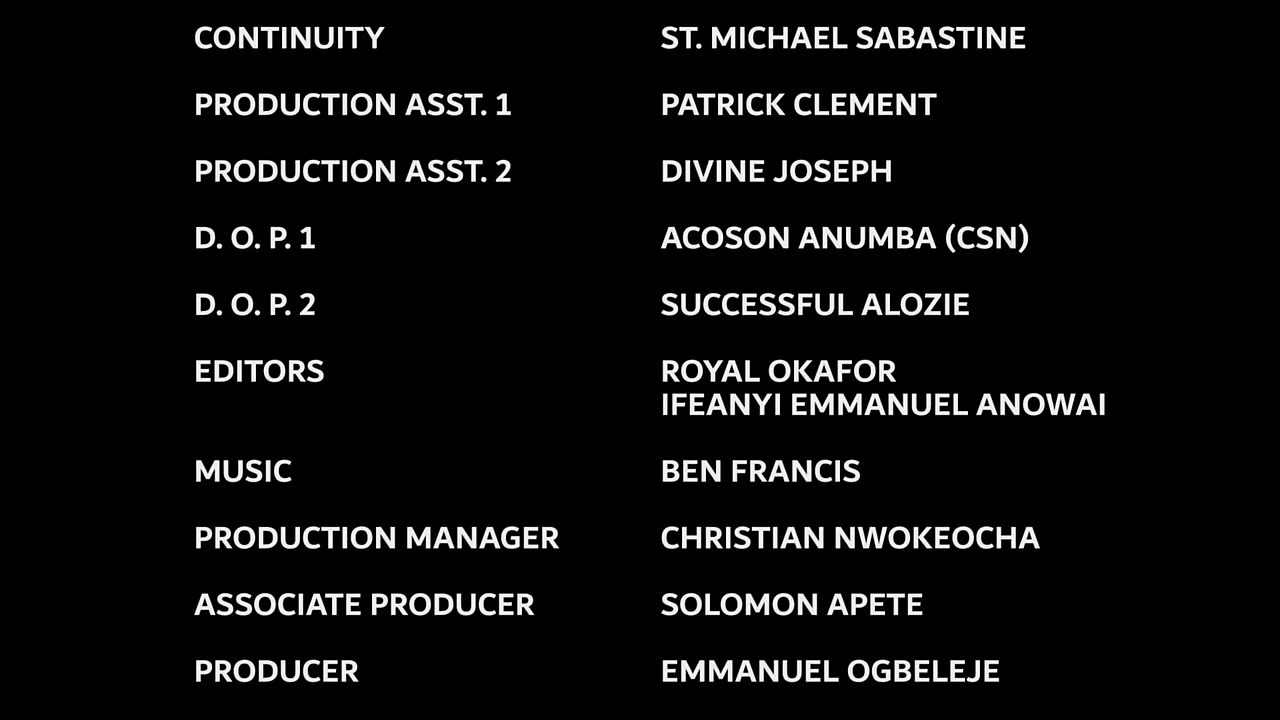 CONTINUITY ST. MICHAEL SABASTINE
PRODUCTION ASST. 1 PATRICK CLEMENT
PRODUCTION ASST. 2 DIVINE JOSEPH
D. O. P. 1 ACOSON ANUMBA (CSN)
D. O. P. 2 SUCCESSFUL ALOZIE
EDITORS ROYAL OKAFOR
IFEANYI EMMANUEL ANOWAI
MUSIC BEN FRANCIS
PRODUCTION MANAGER CHRISTIAN NWOKEOCHA
ASSOCIATE PRODUCER SOLOMON APETE
PRODUCER EMMANUEL OGBELEJE